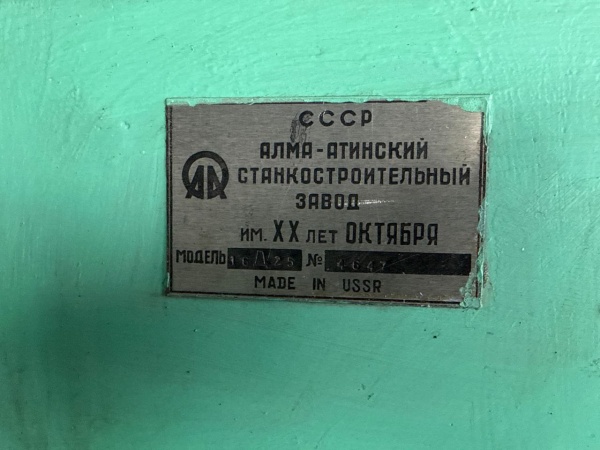 СССР
АЛМА-АТИНСКИЙ
СТАНКОСТРОИТЕЛЬНЫЙ
ЗАВОД
ИМ. XX ЛЕТ ОКТЯБРЯ
МОДЕЛЬ №
MADE IN USSR